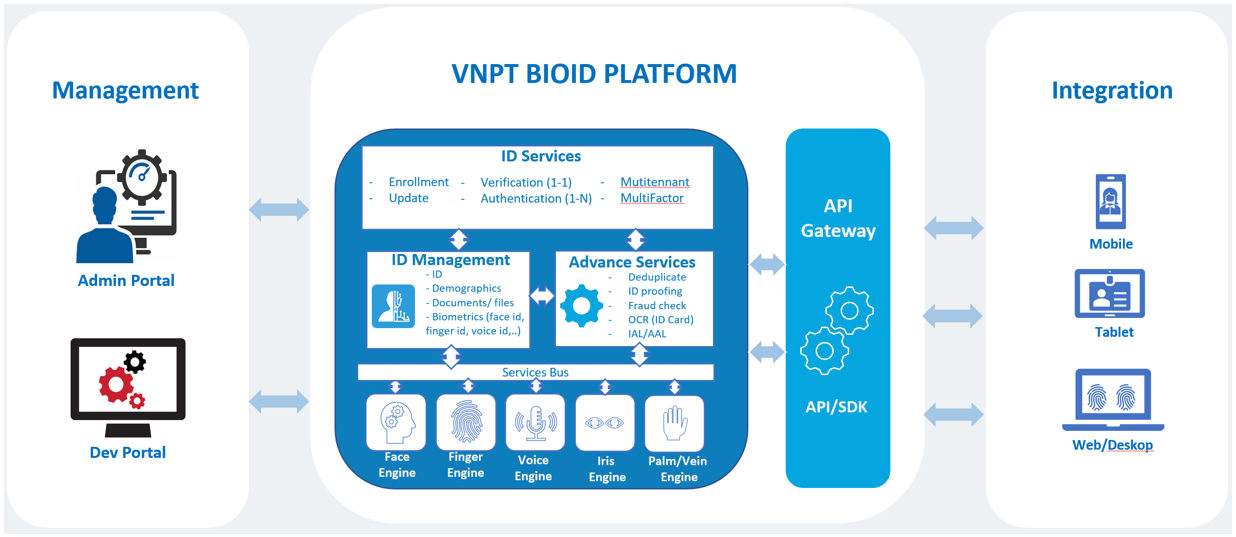 VNPT BIOID PLATFORM
Management
Admin Portal
Dev Portal
ID Services
- Enrollment - Verification (1-1) - Mutitennant
- Update - Authentication (1-N) - MultiFactor
ID Management
- ID
- Demographics
- Documents/ files
- Biometrics (face id,
finger id, voice id,..)
Advance Services
- Deduplicate
- ID proofing
- Fraud check
- OCR (ID Card)
- IAL/AAL
Services Bus
Face
Engine
Finger
Engine
Voice
Engine
Iris
Engine
Palm/Vein
Engine
API
Gateway
API/SDK
Integration
Mobile
Tablet
Web/Deskop